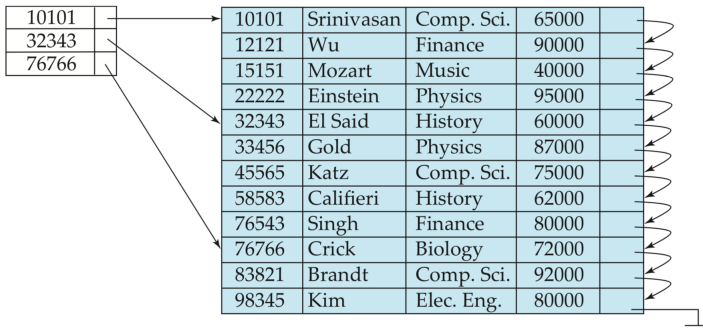 10101
32343
76766
10101 Srinivasan Comp. Sci. 65000
12121 Wu Finance 90000
15151 Mozart Music 40000
22222 Einstein Physics 95000
32343 El Said History 60000
33456 Gold Physics 87000
45565 Katz Comp. Sci. 75000
58583 Califieri History 62000
76543 Singh Finance 80000
76766 Crick Biology 72000
83821 Brandt Comp. Sci. 92000
98345 Kim Elec. Eng. 80000